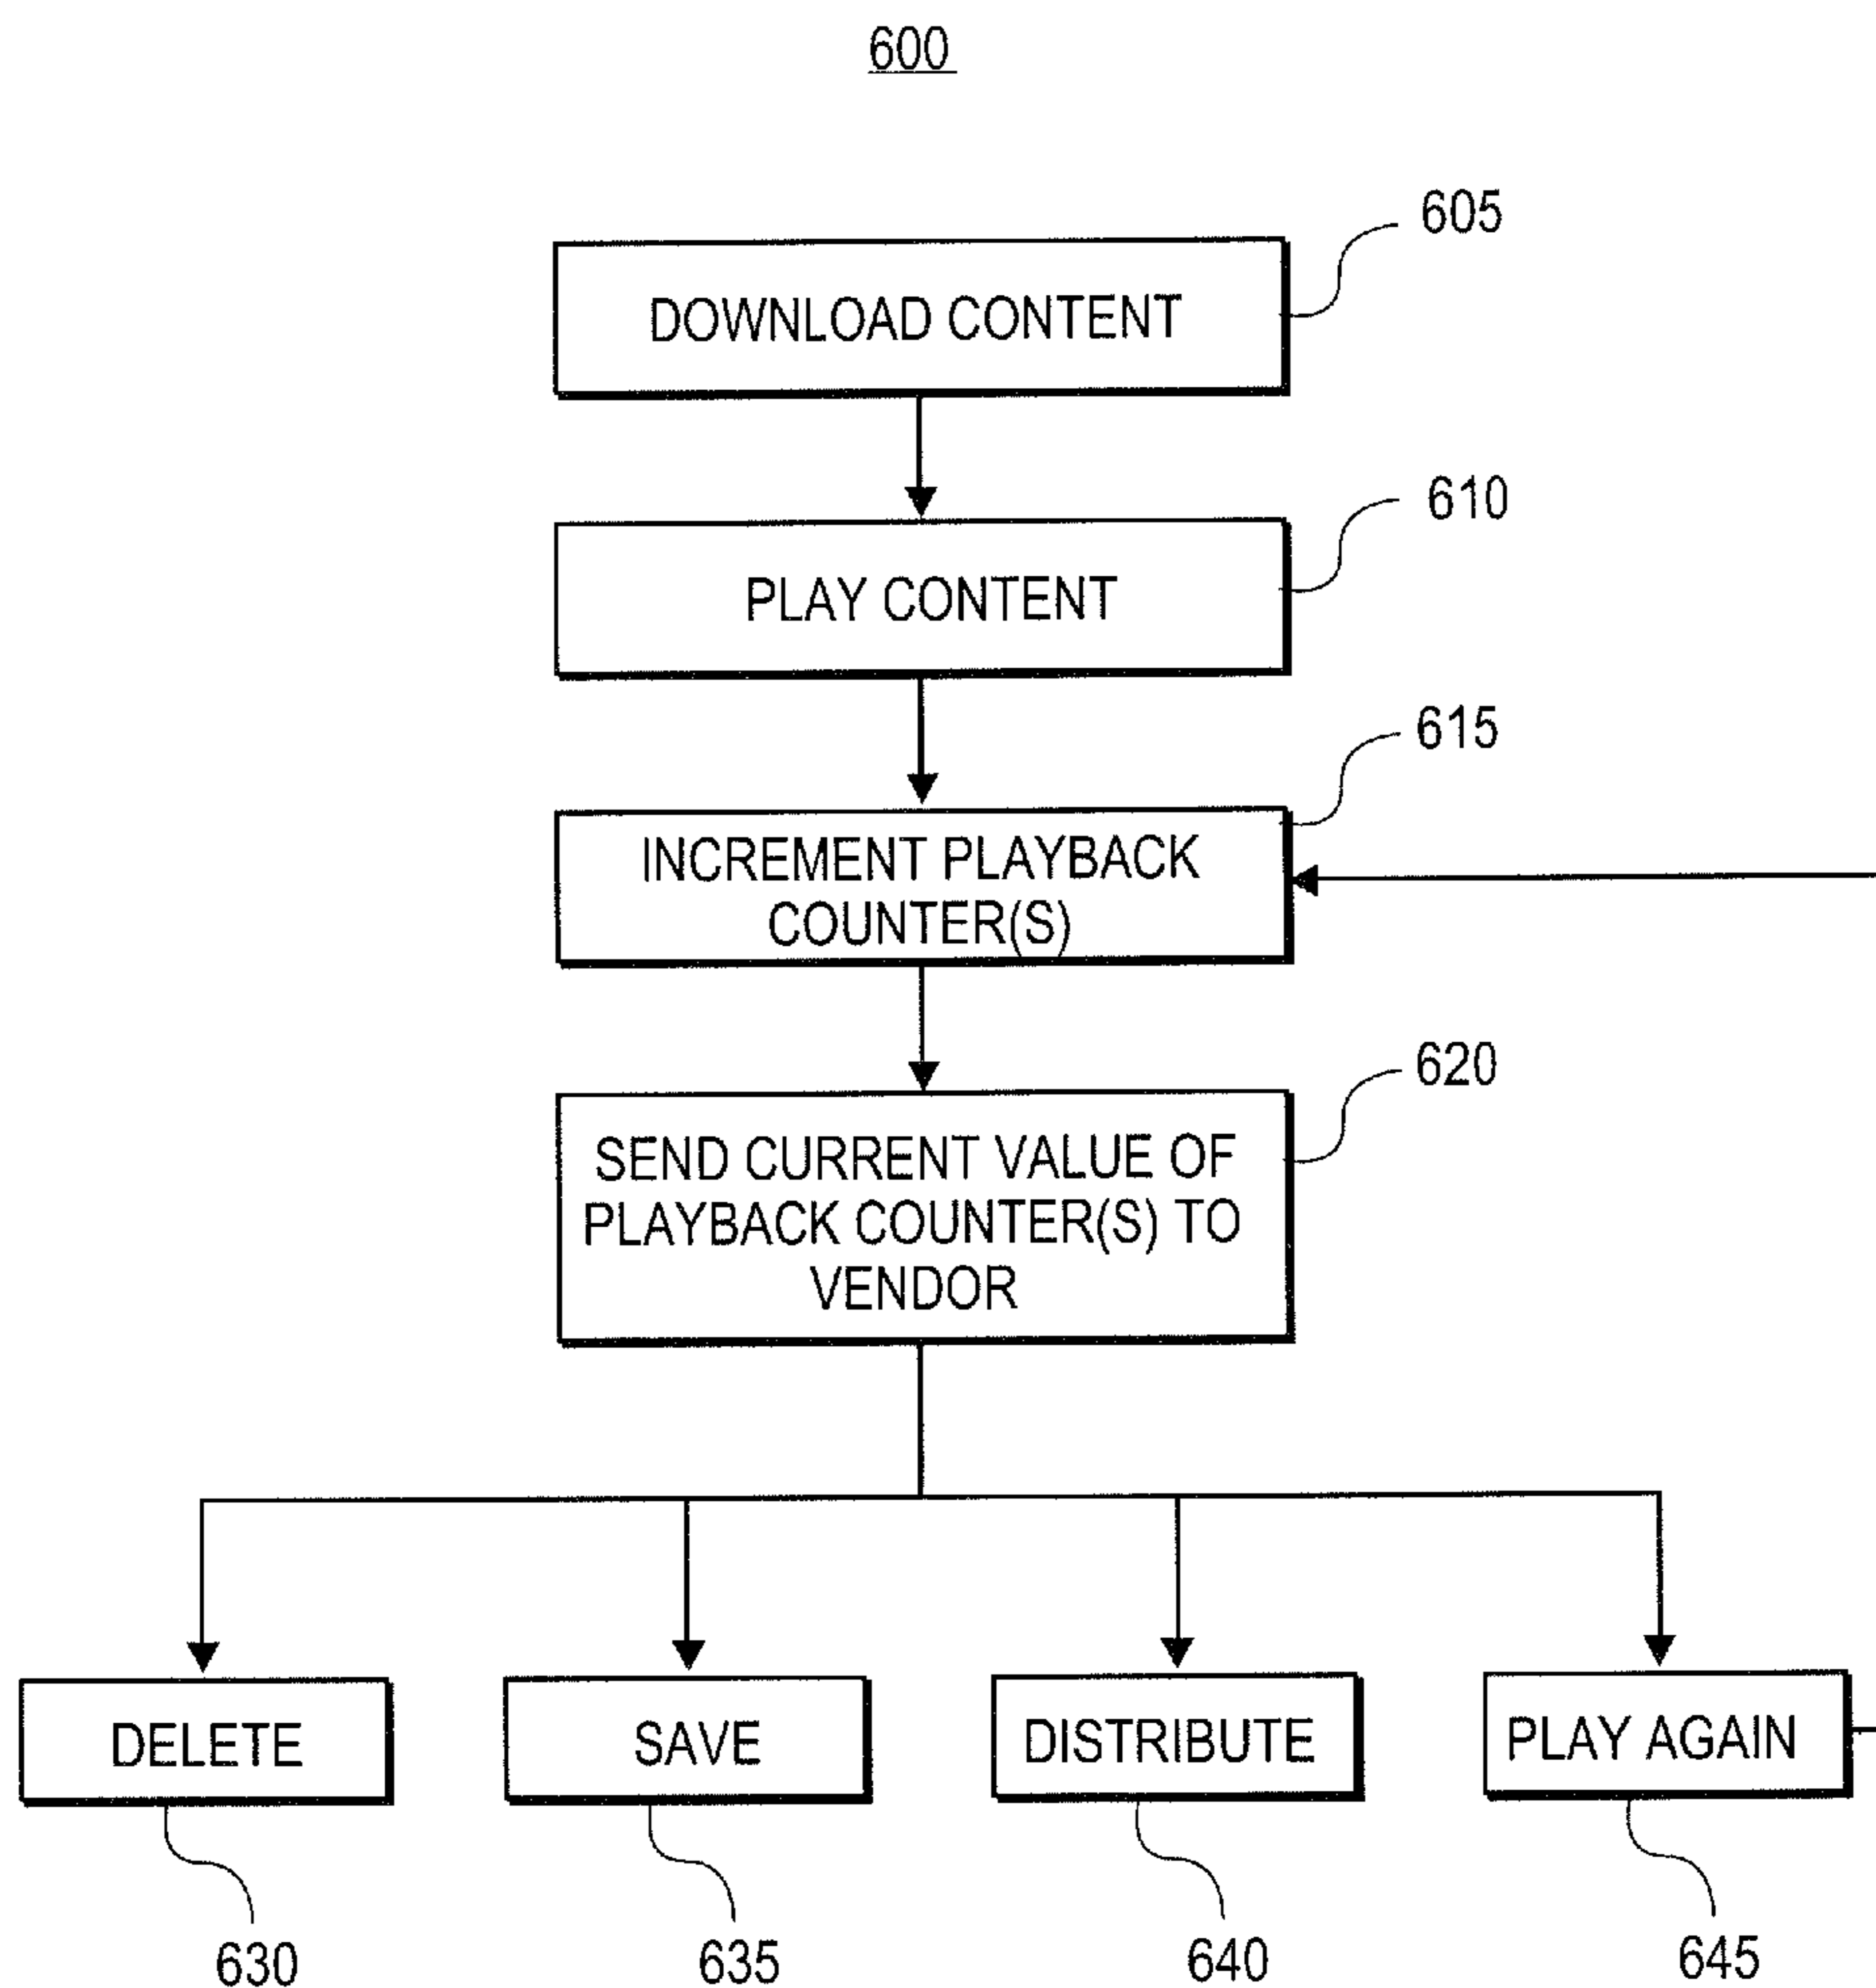 600
605
DOWNLOAD CONTENT
610
PLAY CONTENT
615
INCREMENT PLAYBACK
COUNTER(S)
620
SEND CURRENT VALUE OF
PLAYBACK COUNTER(S) TO
VENDOR
DELETE
SAVE
DISTRIBUTE
PLAY AGAIN
630
635
640
645